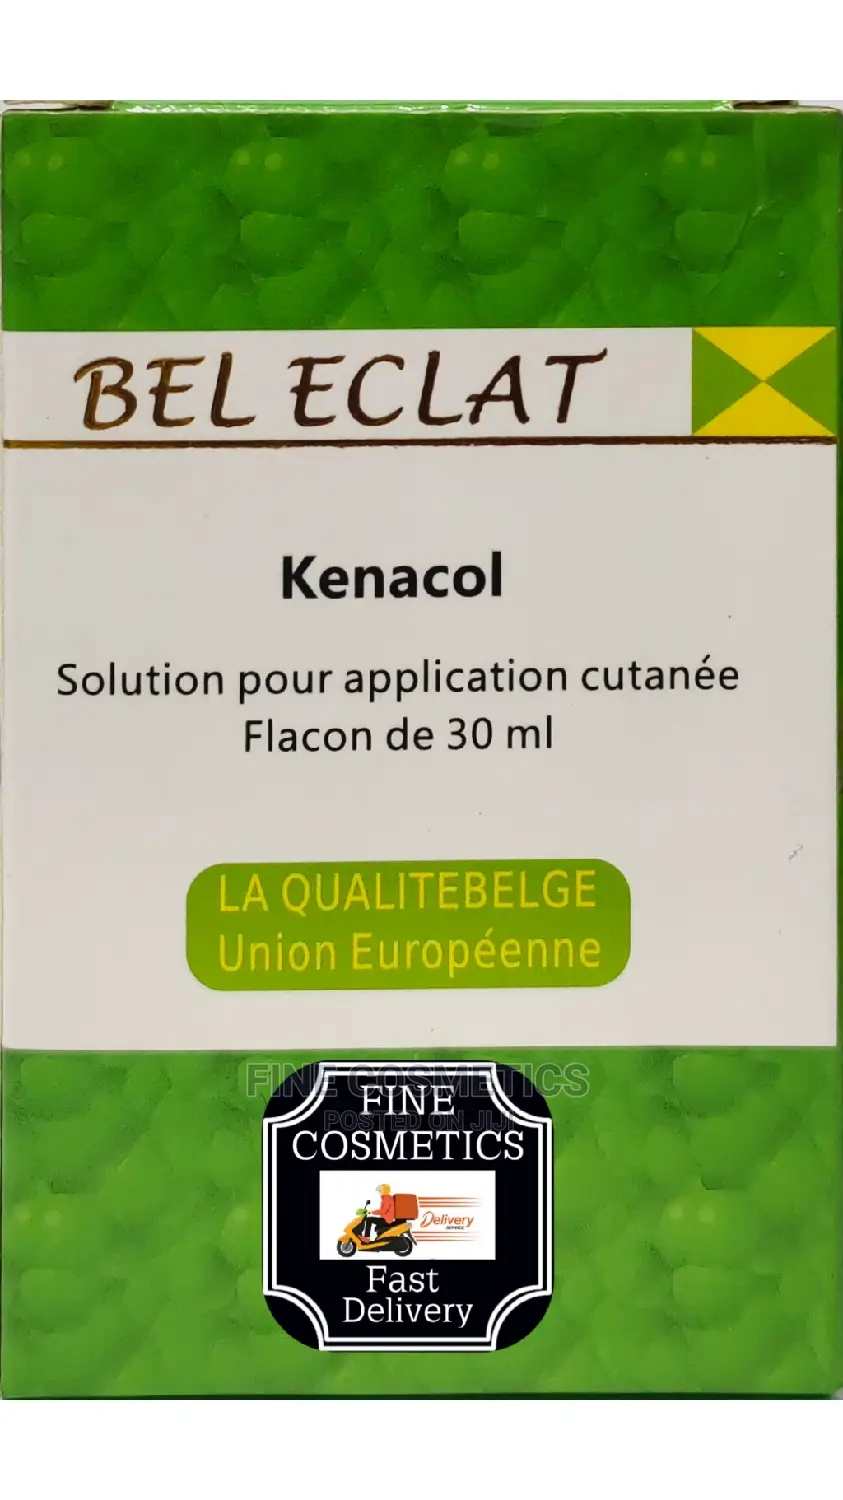 BEL ECLAT
Kenacol
Solution pour application cutanée
Flacon de 30 ml
LA QUALITEBELGE
Union Européenne
FINE COSMETICS
POSTED ON JIJI
FINE
COSMETICS
Delivery
SERVICE
Fast
Delivery